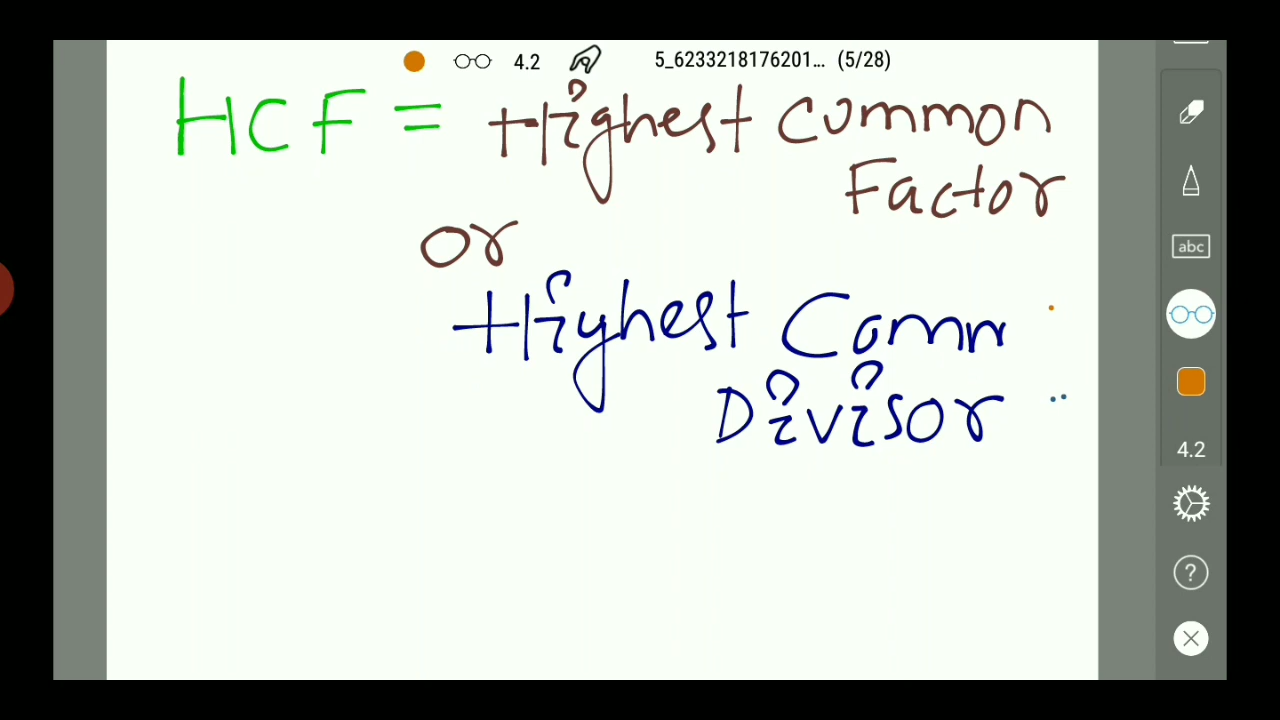 4.2 5_6233218176201... (5/28)
HCF = Highest Common
Factor
or
Highest Comm
Divisor
abc
4.2
?